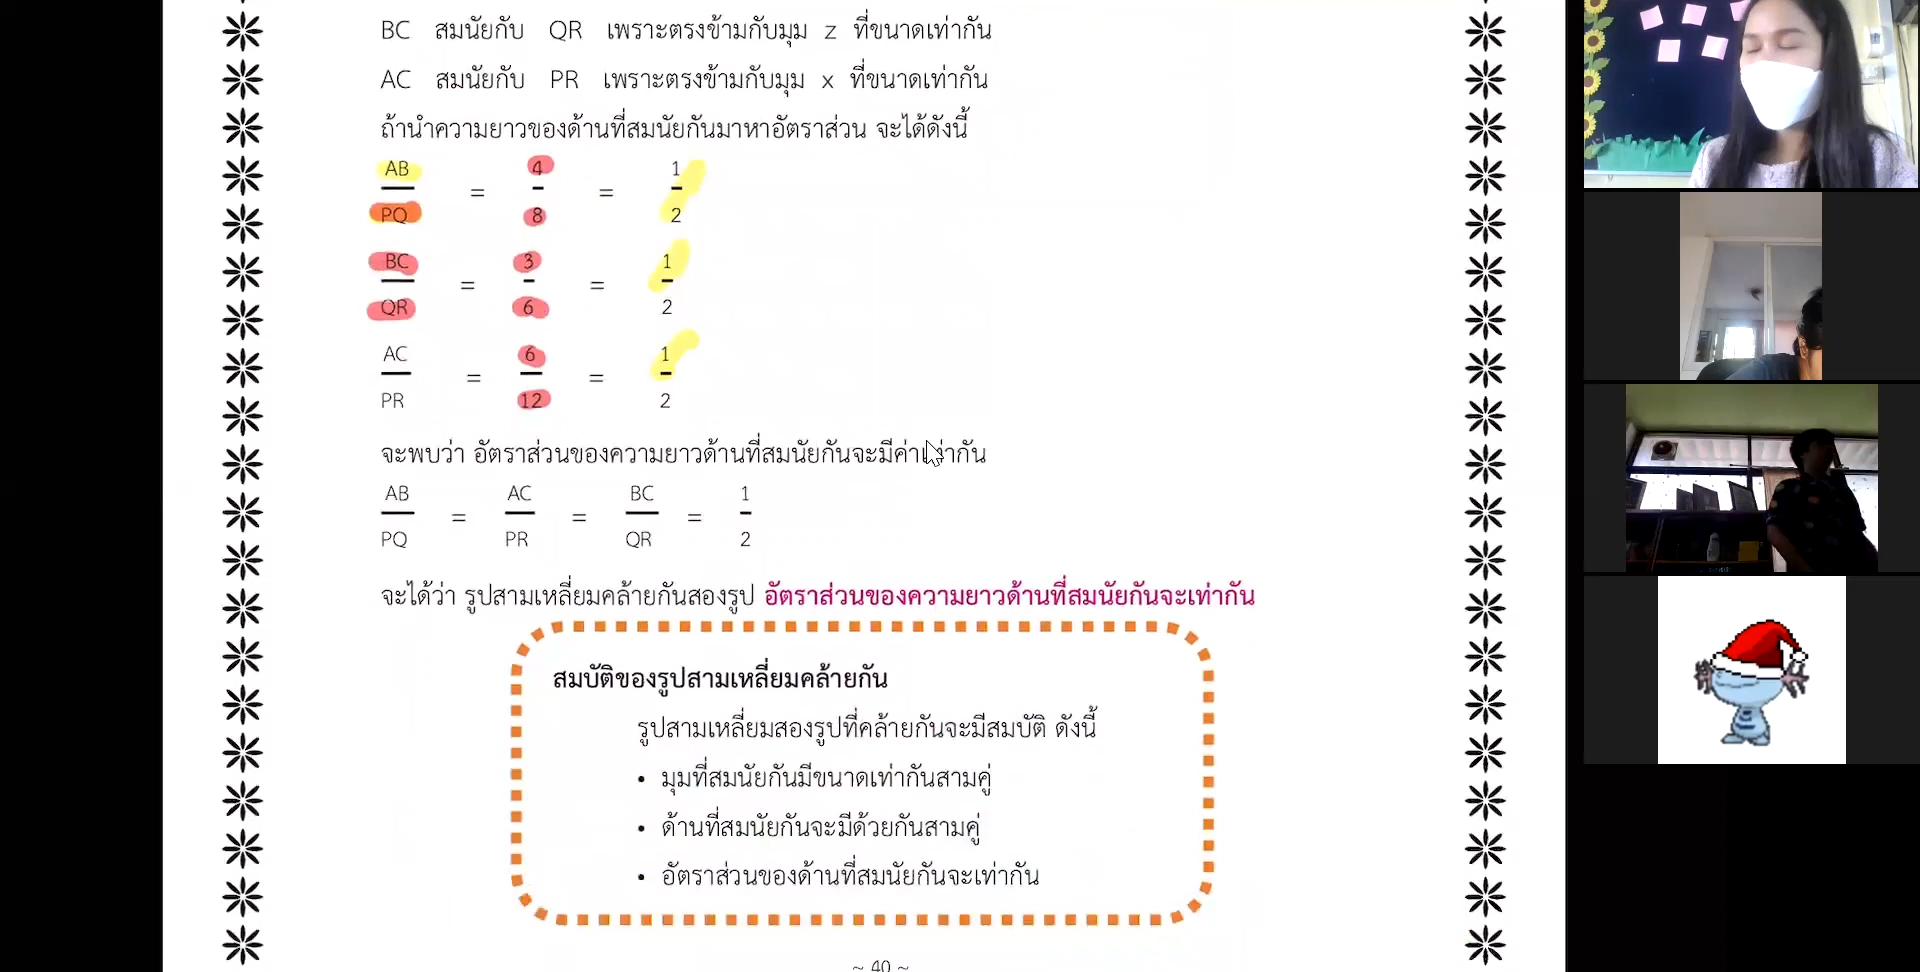 BC สมนัยกับ QR เพราะตรงข้ามกับมุม z ที่ขนาดเท่ากัน
AC สมนัยกับ PR เพราะตรงข้ามกับมุม x ที่ขนาดเท่ากัน
ถ้านำความยาวของด้านที่สมนัยกันมาหาอัตราส่วน จะได้ดังนี้
AB 4 1
= =
PQ 8 2
BC 3 1
= =
QR 6 2
AC 6 1
= =
PR 12 2
จะพบว่า อัตราส่วนของความยาวด้านที่สมนัยกันจะมีค่าเท่ากัน
AB AC BC 1
= = =
PQ PR QR 2
จะได้ว่า รูปสามเหลี่ยมคล้ายกันสองรูป อัตราส่วนของความยาวด้านที่สมนัยกันจะเท่ากัน
สมบัติของรูปสามเหลี่ยมคล้ายกัน
รูปสามเหลี่ยมสองรูปที่คล้ายกันจะมีสมบัติ ดังนี้
• มุมที่สมนัยกันมีขนาดเท่ากันสามคู่
• ด้านที่สมนัยกันจะมีด้วยกันสามคู่
• อัตราส่วนของด้านที่สมนัยกันจะเท่ากัน
~ 40 ~